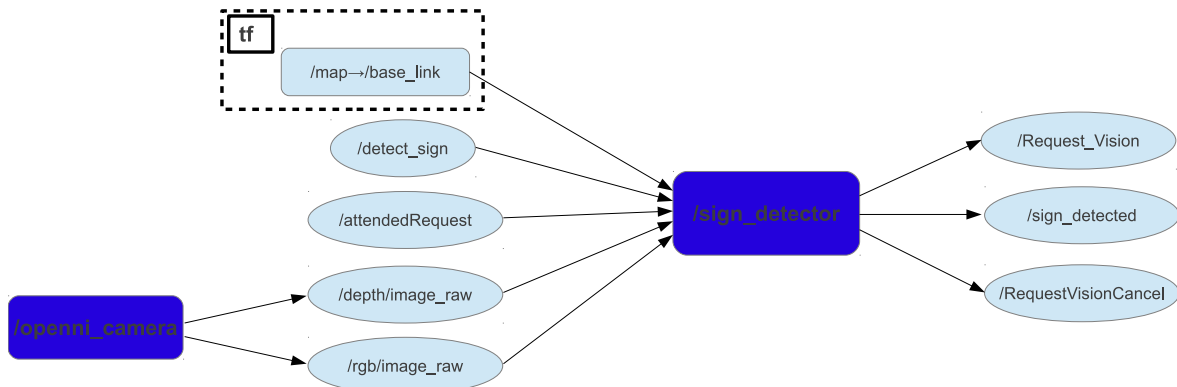 tf
/map→/base_link
/detect_sign
/attendedRequest
/depth/image_raw
/rgb/image_raw
/openni_camera
/sign_detector
/Request_Vision
/sign_detected
/RequestVisionCancel